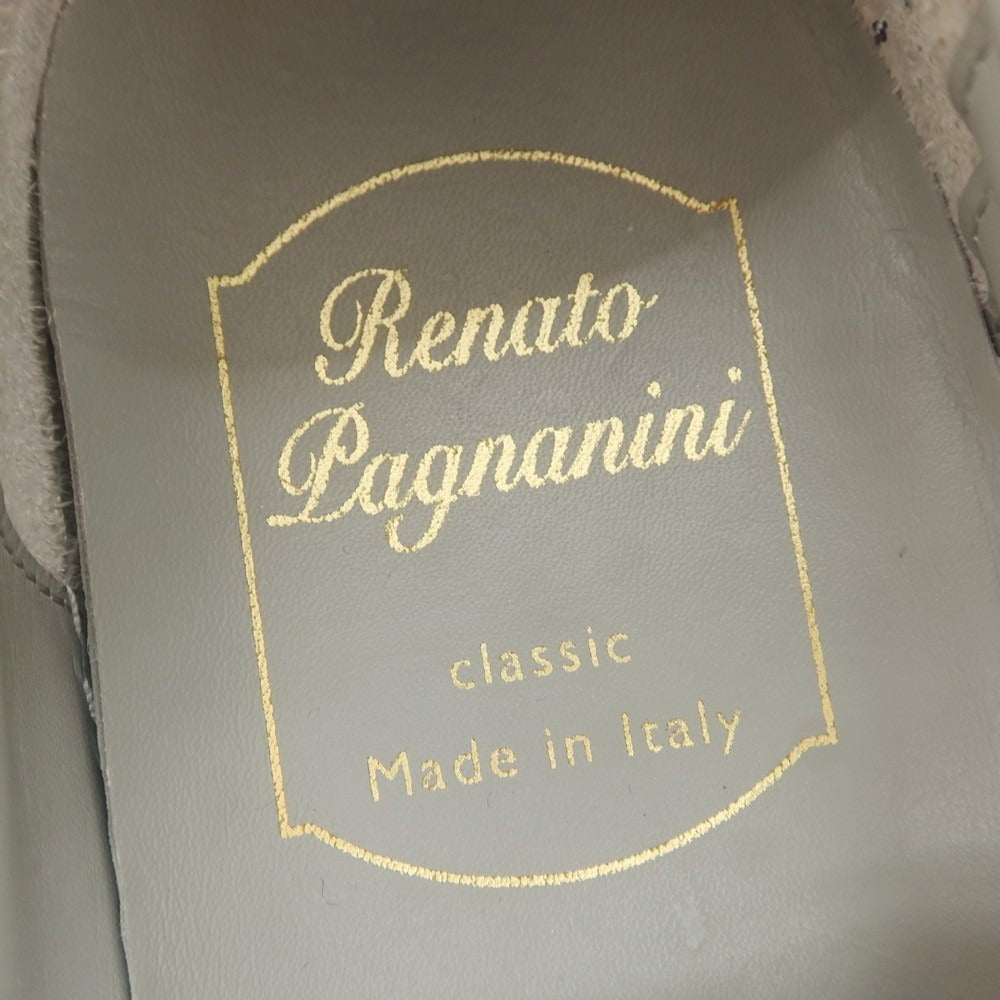 Renato
Pagnanini
classic
Made in Italy